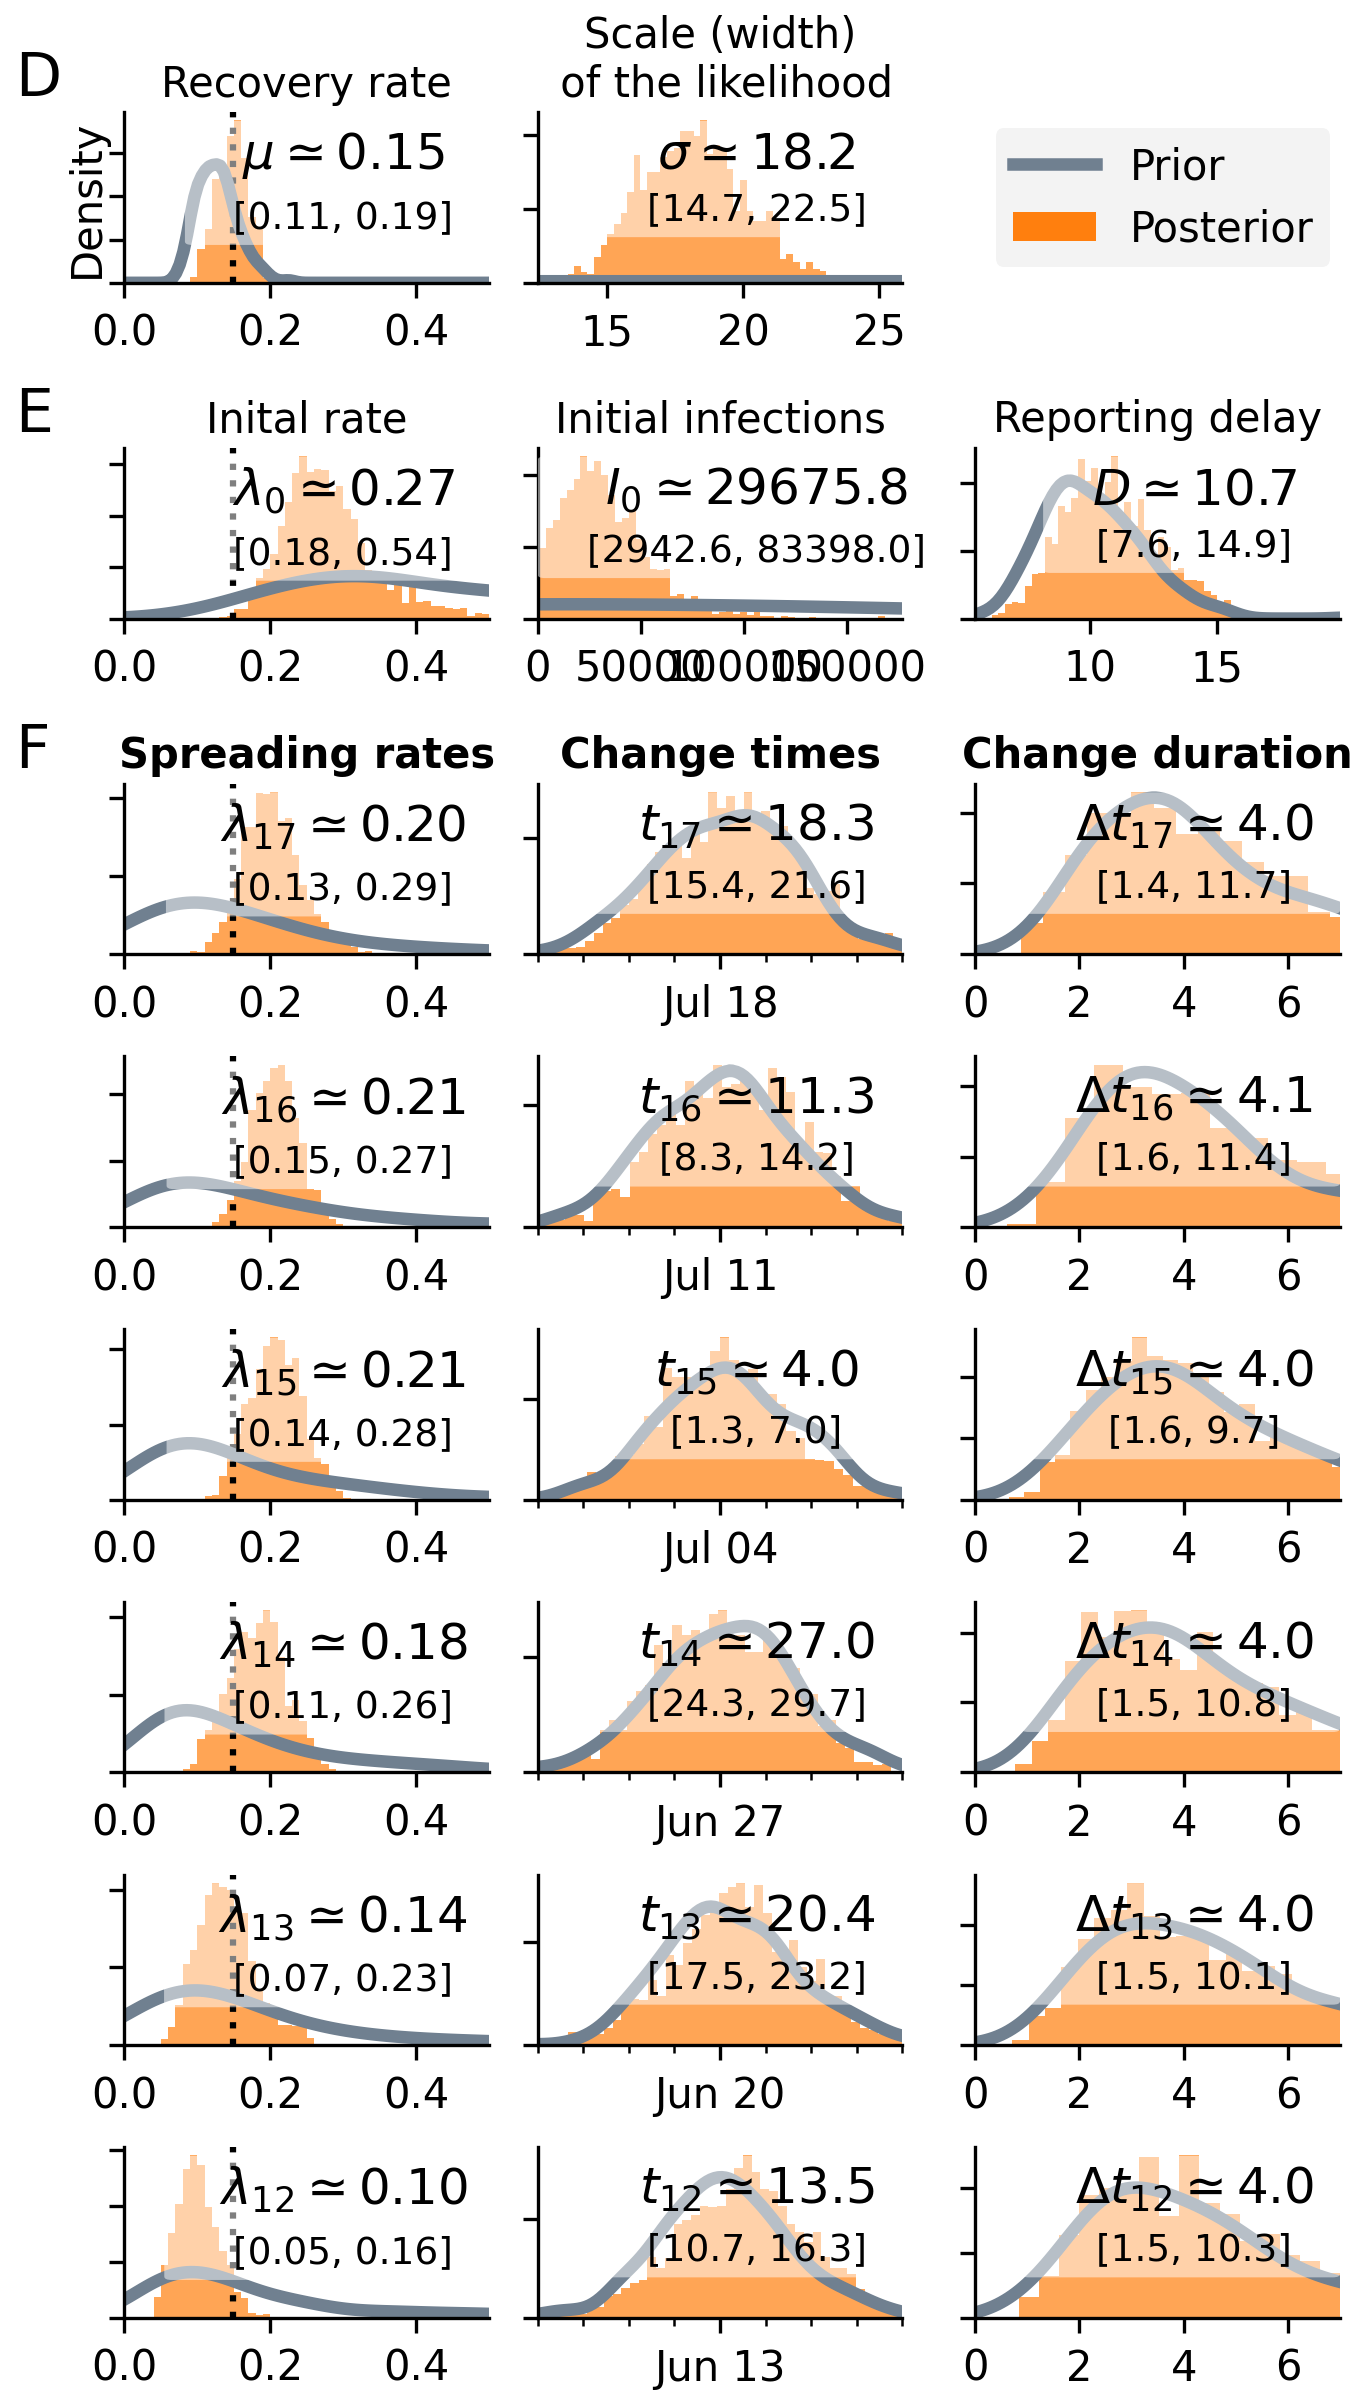 D
Recovery rate
Scale (width)
of the likelihood
Density
μ ≃ 0.15
[0.11, 0.19]
σ ≃ 18.2
[14.7, 22.5]
Prior
Posterior
0.0 0.2 0.4
15 20 25
E
Inital rate
Initial infections
Reporting delay
λ0 ≃ 0.27
[0.18, 0.54]
I0 ≃ 29675.8
[2942.6, 83398.0]
D ≃ 10.7
[7.6, 14.9]
0.0 0.2 0.4
0 50000 100000 150000
10 15
F
Spreading rates
Change times
Change duration
λ17 ≃ 0.20
[0.13, 0.29]
t17 ≃ 18.3
[15.4, 21.6]
Δt17 ≃ 4.0
[1.4, 11.7]
0.0 0.2 0.4
Jul 18
0 2 4 6
λ16 ≃ 0.21
[0.15, 0.27]
t16 ≃ 11.3
[8.3, 14.2]
Δt16 ≃ 4.1
[1.6, 11.4]
0.0 0.2 0.4
Jul 11
0 2 4 6
λ15 ≃ 0.21
[0.14, 0.28]
t15 ≃ 4.0
[1.3, 7.0]
Δt15 ≃ 4.0
[1.6, 9.7]
0.0 0.2 0.4
Jul 04
0 2 4 6
λ14 ≃ 0.18
[0.11, 0.26]
t14 ≃ 27.0
[24.3, 29.7]
Δt14 ≃ 4.0
[1.5, 10.8]
0.0 0.2 0.4
Jun 27
0 2 4 6
λ13 ≃ 0.14
[0.07, 0.23]
t13 ≃ 20.4
[17.5, 23.2]
Δt13 ≃ 4.0
[1.5, 10.1]
0.0 0.2 0.4
Jun 20
0 2 4 6
λ12 ≃ 0.10
[0.05, 0.16]
t12 ≃ 13.5
[10.7, 16.3]
Δt12 ≃ 4.0
[1.5, 10.3]
0.0 0.2 0.4
Jun 13
0 2 4 6